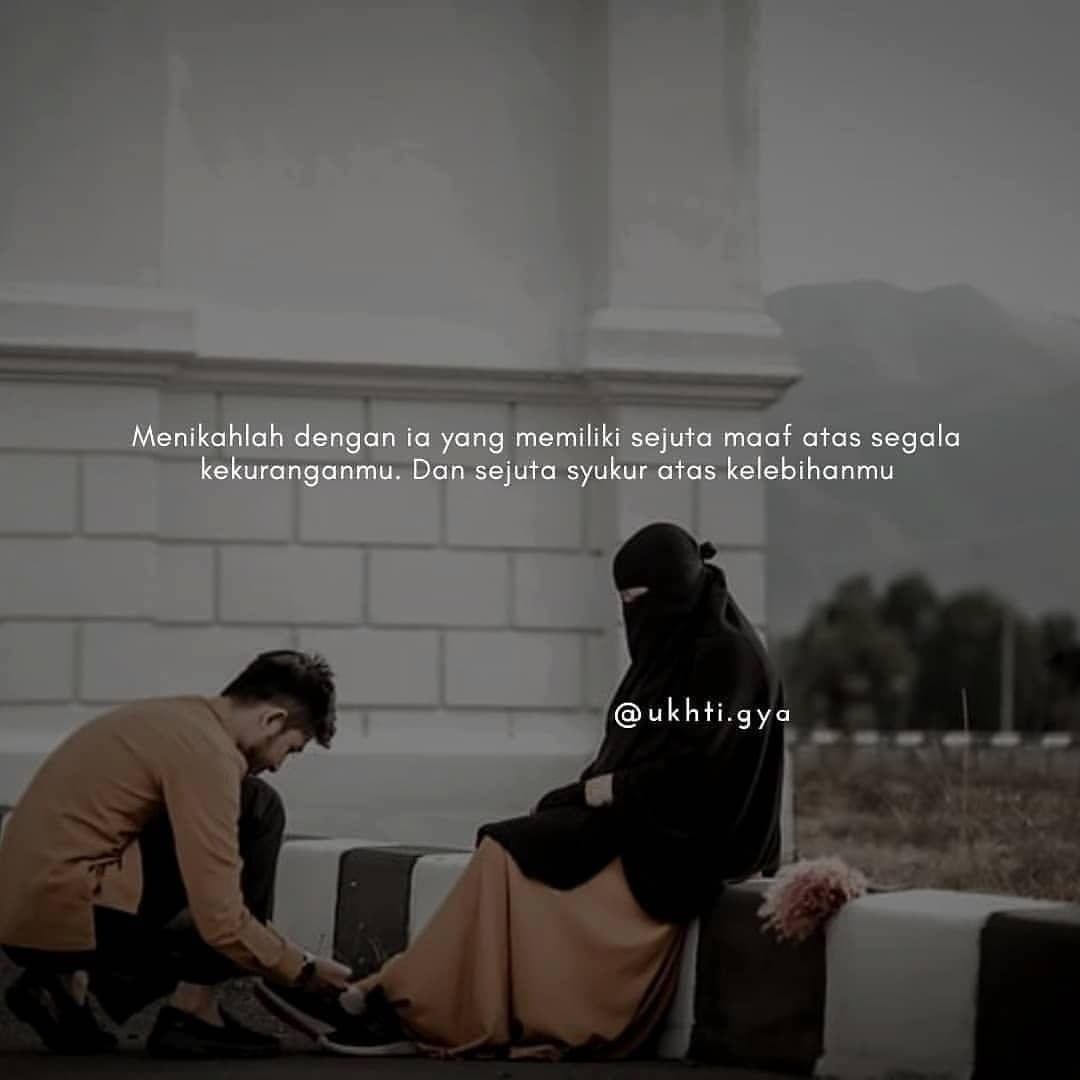 Menikahlah dengan ia yang memiliki sejuta maaf atas segala
kekuranganmu. Dan sejuta syukur atas kelebihanmu
@ukhti.gya